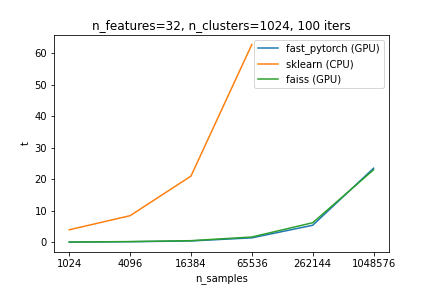 n_features=32, n_clusters=1024, 100 iters
fast_pytorch (GPU)
sklearn (CPU)
faiss (GPU)
60
50
40
30
20
10
0
t
1024 4096 16384 65536 262144 1048576
n_samples